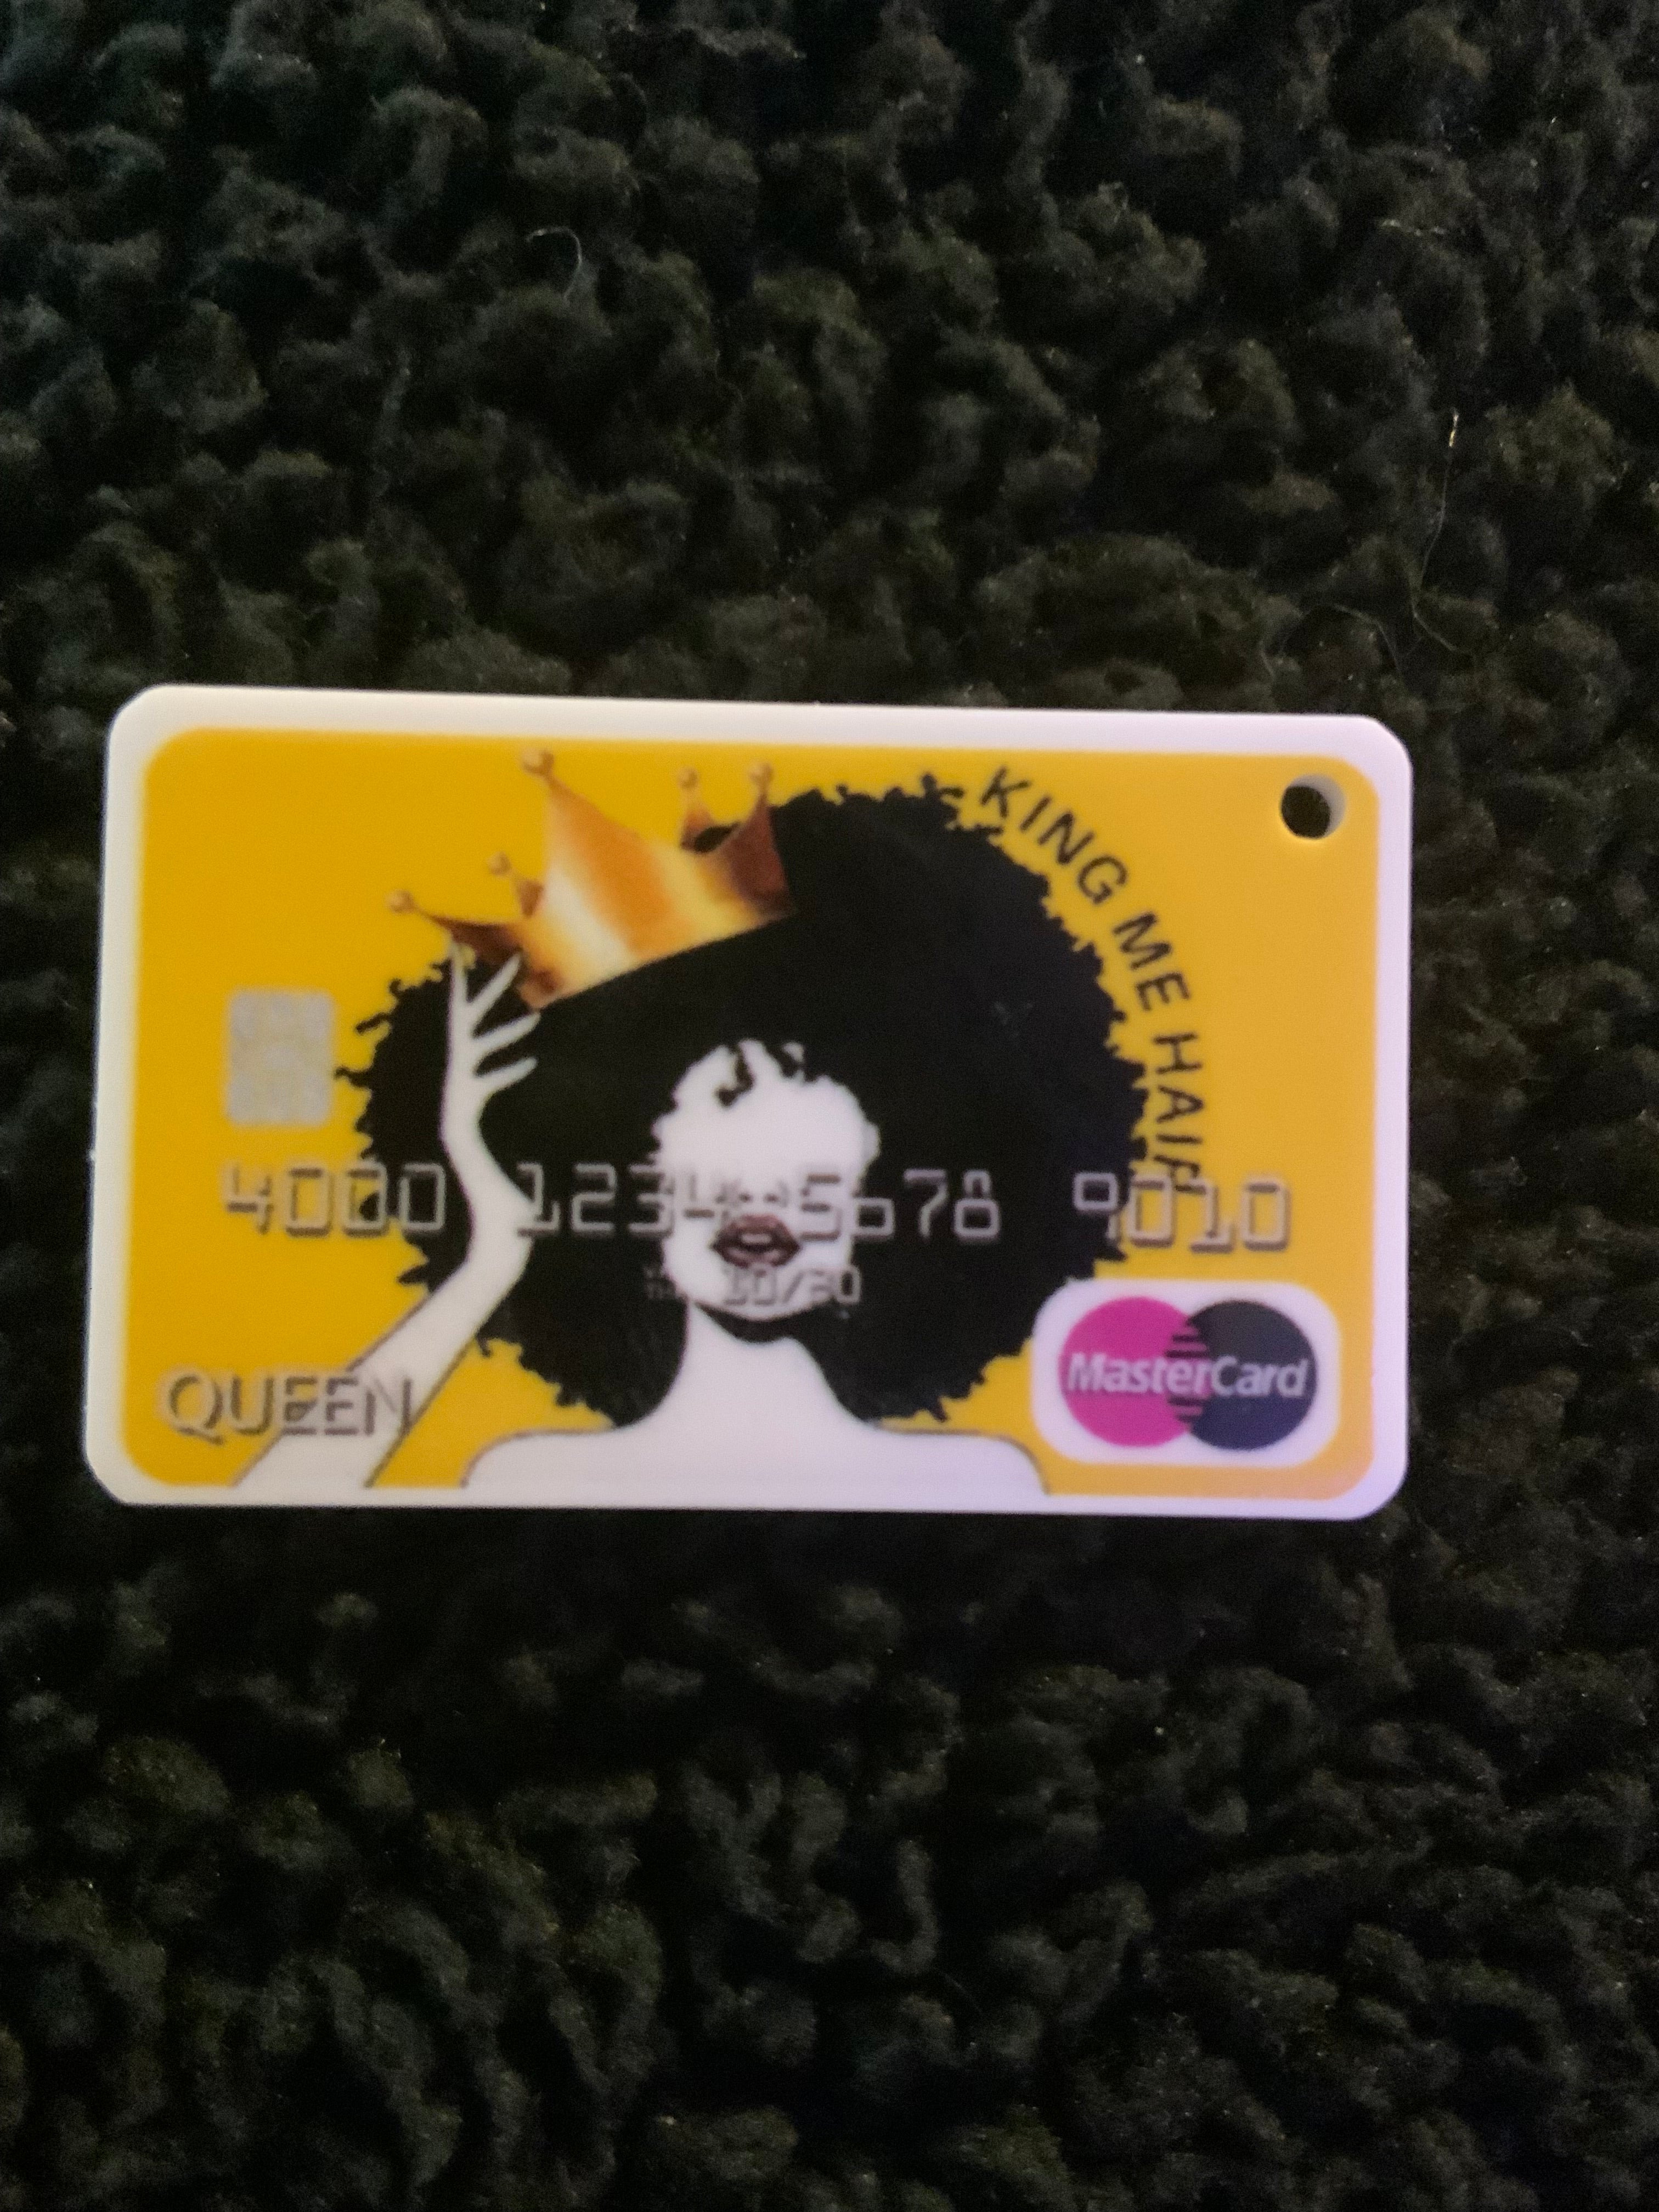 KING ME HAIR
4000 1234 5678 9010
10/30
QUEEN
MasterCard